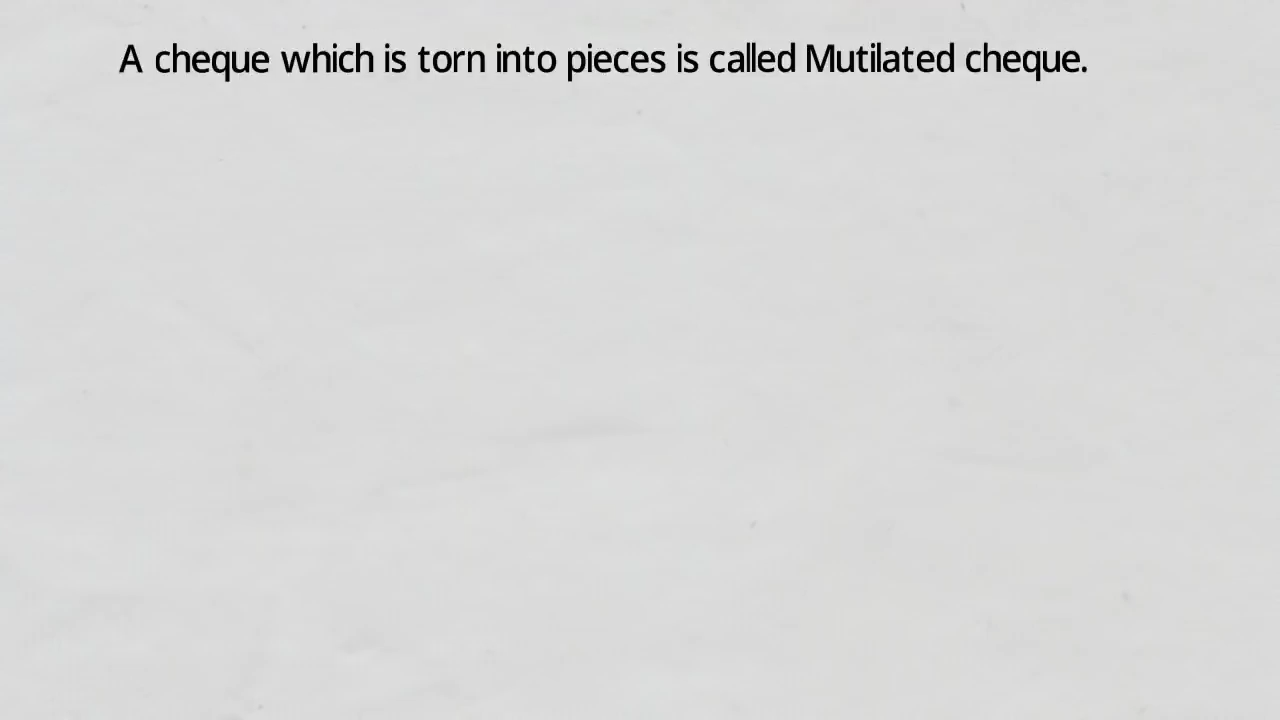 A cheque which is torn into pieces is called Mutilated cheque.